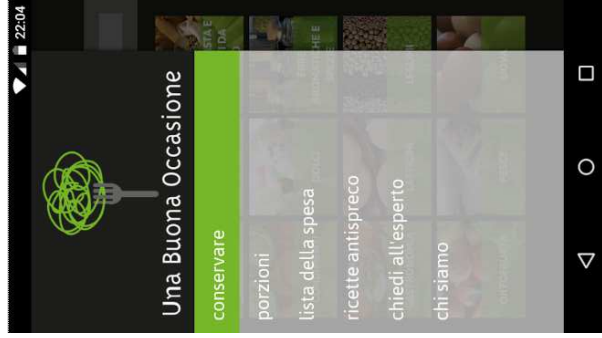 22:04
Una Buona Occasione
conservare
porzioni
lista della spesa
ricette antispreco
chiedi all'esperto
chi siamo